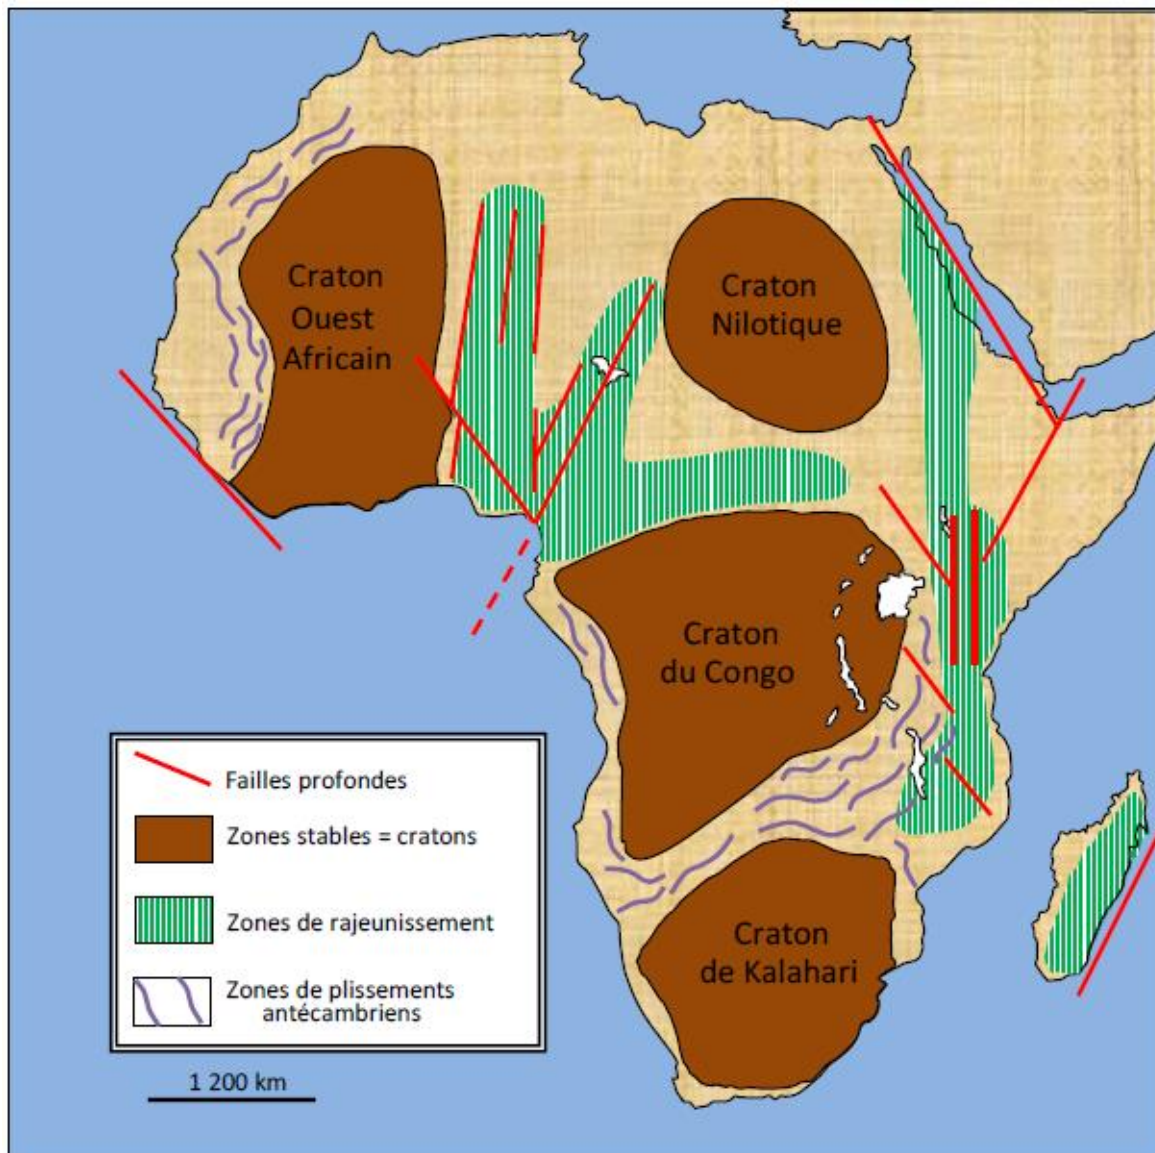 Craton
Ouest
Africain
Craton
Nilotique
Craton
du Congo
Craton
de Kalahari
Failles profondes
Zones stables = cratons
Zones de rajeunissement
Zones de plissements
antécambriens
1 200 km